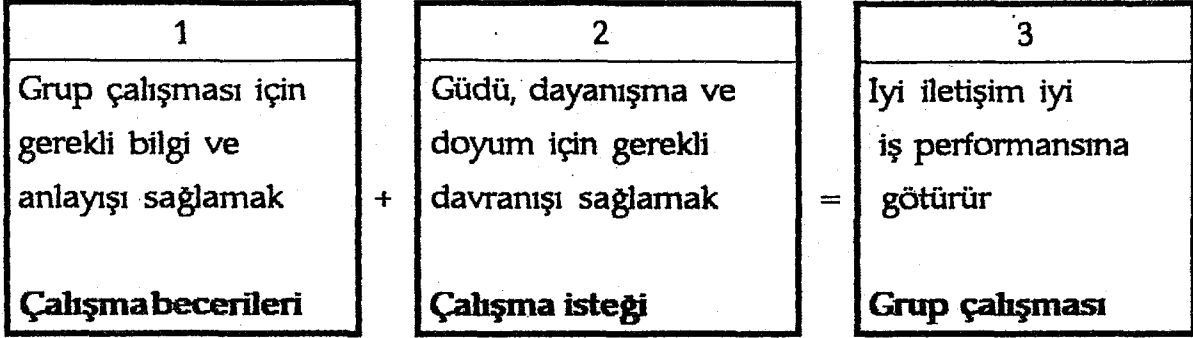 1
Grup çalışması için
gerekli bilgi ve
anlayışı sağlamak
Çalışma becerileri
+
2
Güdü, dayanışma ve
doyum için gerekli
davranışı sağlamak
Çalışma isteği
=
3
Iyi iletişim iyi
iş performansına
götürür
Grup çalışması